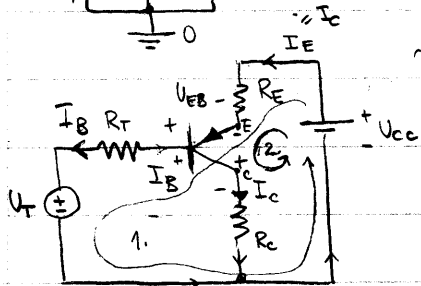 0
"I_C
I_E
U_EB - R_E
I_B R_T + E +
2. U_CC
+ + C -
I_B - I_C
U_T ±
1. - R_C